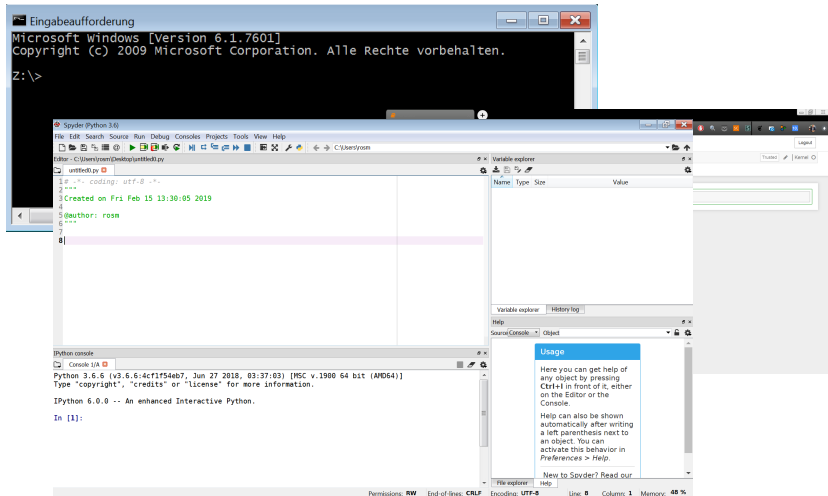 Eingabeaufforderung
Microsoft Windows [Version 6.1.7601]
Copyright (c) 2009 Microsoft Corporation. Alle Rechte vorbehalten.
Z:\>
Spyder (Python 3.6)
File Edit Search Source Run Debug Consoles Projects Tools View Help
C:\Users\rosm
Editor - C:\Users\rosm\Desktop\untitled0.py
untitled0.py
1 # -*- coding: utf-8 -*-
2 """
3 Created on Fri Feb 15 13:30:05 2019
4
5 @author: rosm
6 """
7
8
Variable explorer
Name Type Size Value
Variable explorer History log
Help
Source Console Object
Usage
Here you can get help of
any object by pressing
Ctrl+I in front of it, either
on the Editor or the
Console.
Help can also be shown
automatically after writing
a left parenthesis next to
an object. You can
activate this behavior in
Preferences > Help.
New to Spyder? Read our
File explorer Help
IPython console
Console 1/A
Python 3.6.6 (v3.6.6:4cf1f54eb7, Jun 27 2018, 03:37:03) [MSC v.1900 64 bit (AMD64)]
Type "copyright", "credits" or "license" for more information.
IPython 6.0.0 -- An enhanced Interactive Python.
In [1]:
Permissions: RW End-of-lines: CRLF Encoding: UTF-8 Line: 8 Column: 1 Memory: 48 %
Logout
Trusted Kernel